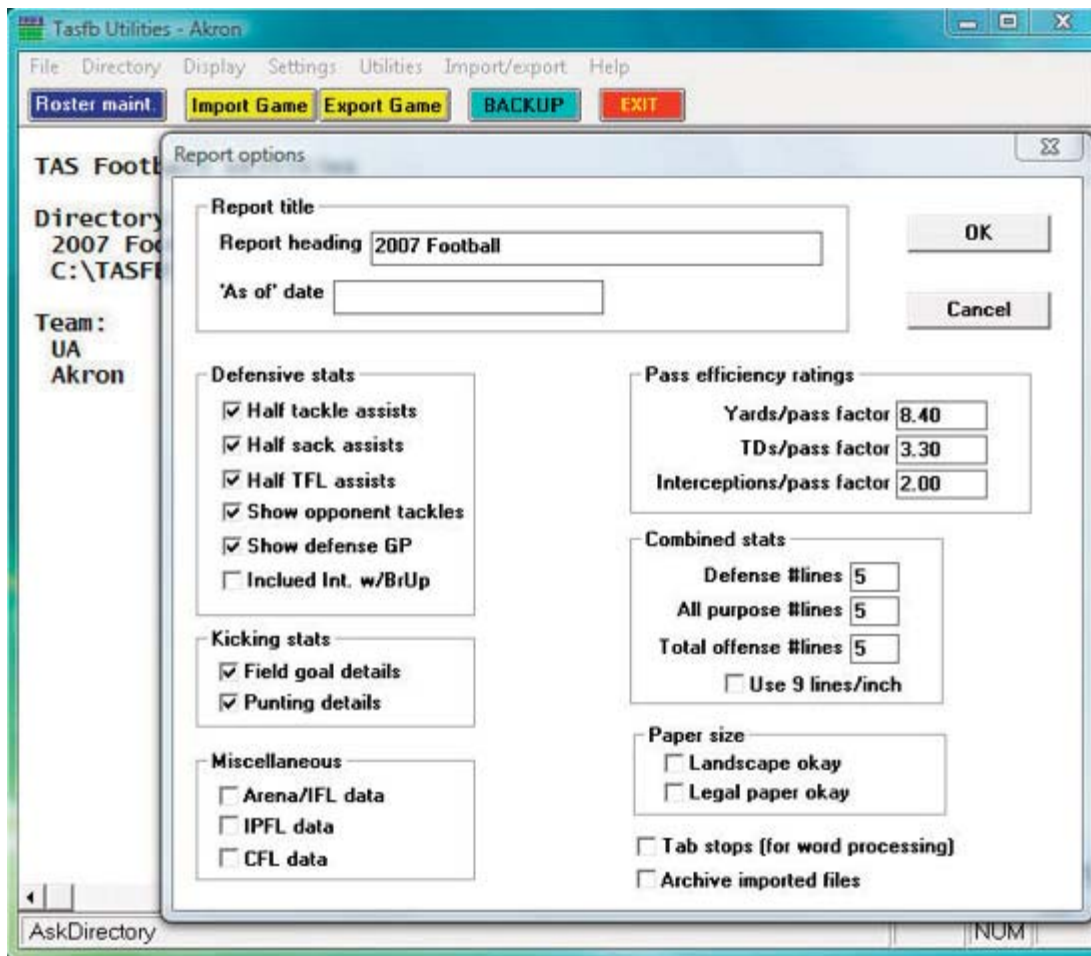 Tasfb Utilities - Akron
File Directory Display Settings Utilities Import/export Help
Roster maint. Import Game Export Game BACKUP EXIT
TAS Footb
Report options
Directory
2007 Foo
C:\TASFB
Team:
UA
Akron
Report title
Report heading 2007 Football
'As of' date
OK
Cancel
Defensive stats
Half tackle assists
Half sack assists
Half TFL assists
Show opponent tackles
Show defense GP
Inclued Int. w/BrUp
Kicking stats
Field goal details
Punting details
Miscellaneous
Arena/IFL data
IPFL data
CFL data
Pass efficiency ratings
Yards/pass factor 8.40
TDs/pass factor 3.30
Interceptions/pass factor 2.00
Combined stats
Defense #lines 5
All purpose #lines 5
Total offense #lines 5
Use 9 lines/inch
Paper size
Landscape okay
Legal paper okay
Tab stops (for word processing)
Archive imported files
AskDirectory NUM